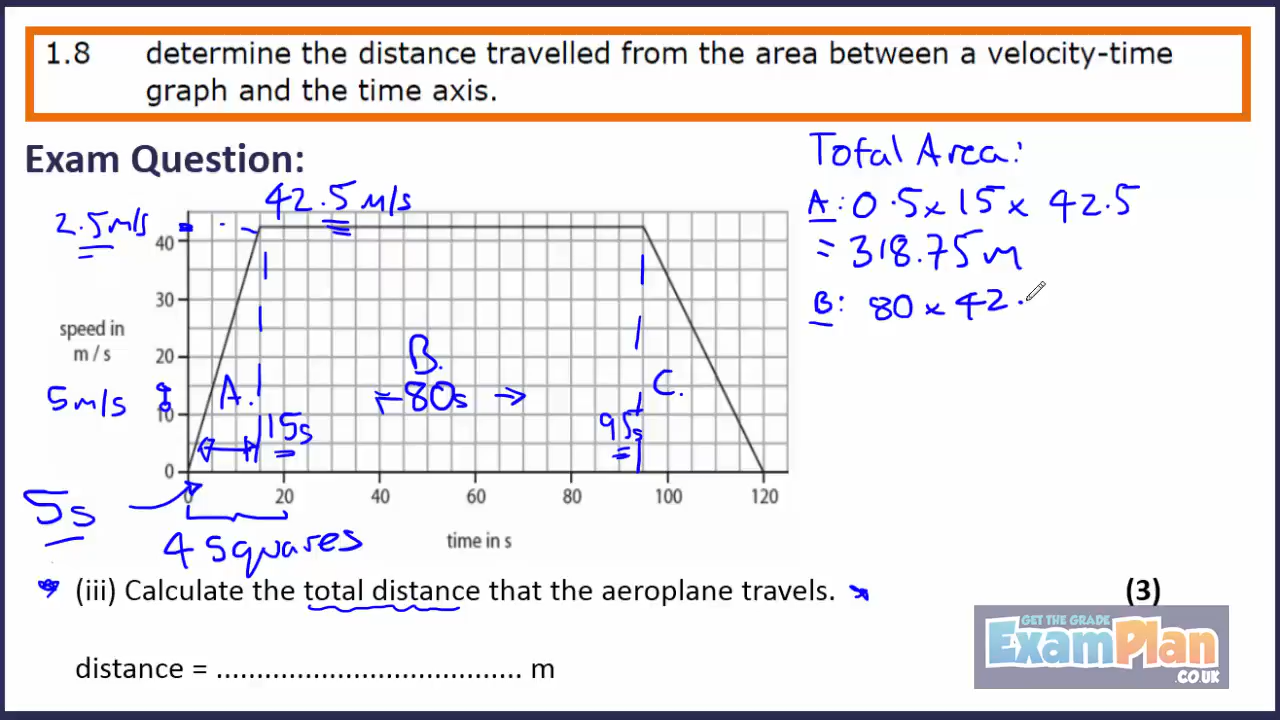 1.8 determine the distance travelled from the area between a velocity-time
graph and the time axis.
Exam Question:
Total Area:
A: 0.5 x 15 x 42.5
= 318.75m
B: 80 x 42.
42.5 m/s
2.5 m/s
40
30
speed in
m / s
20
5m/s
10
0
A.
B.
80s
C.
15s
95s
0 20 40 60 80 100 120
5s
4 squares
time in s
* (iii) Calculate the total distance that the aeroplane travels. * (3)
distance = ...................................... m
GET THE GRADE
ExamPlan
.CO.UK